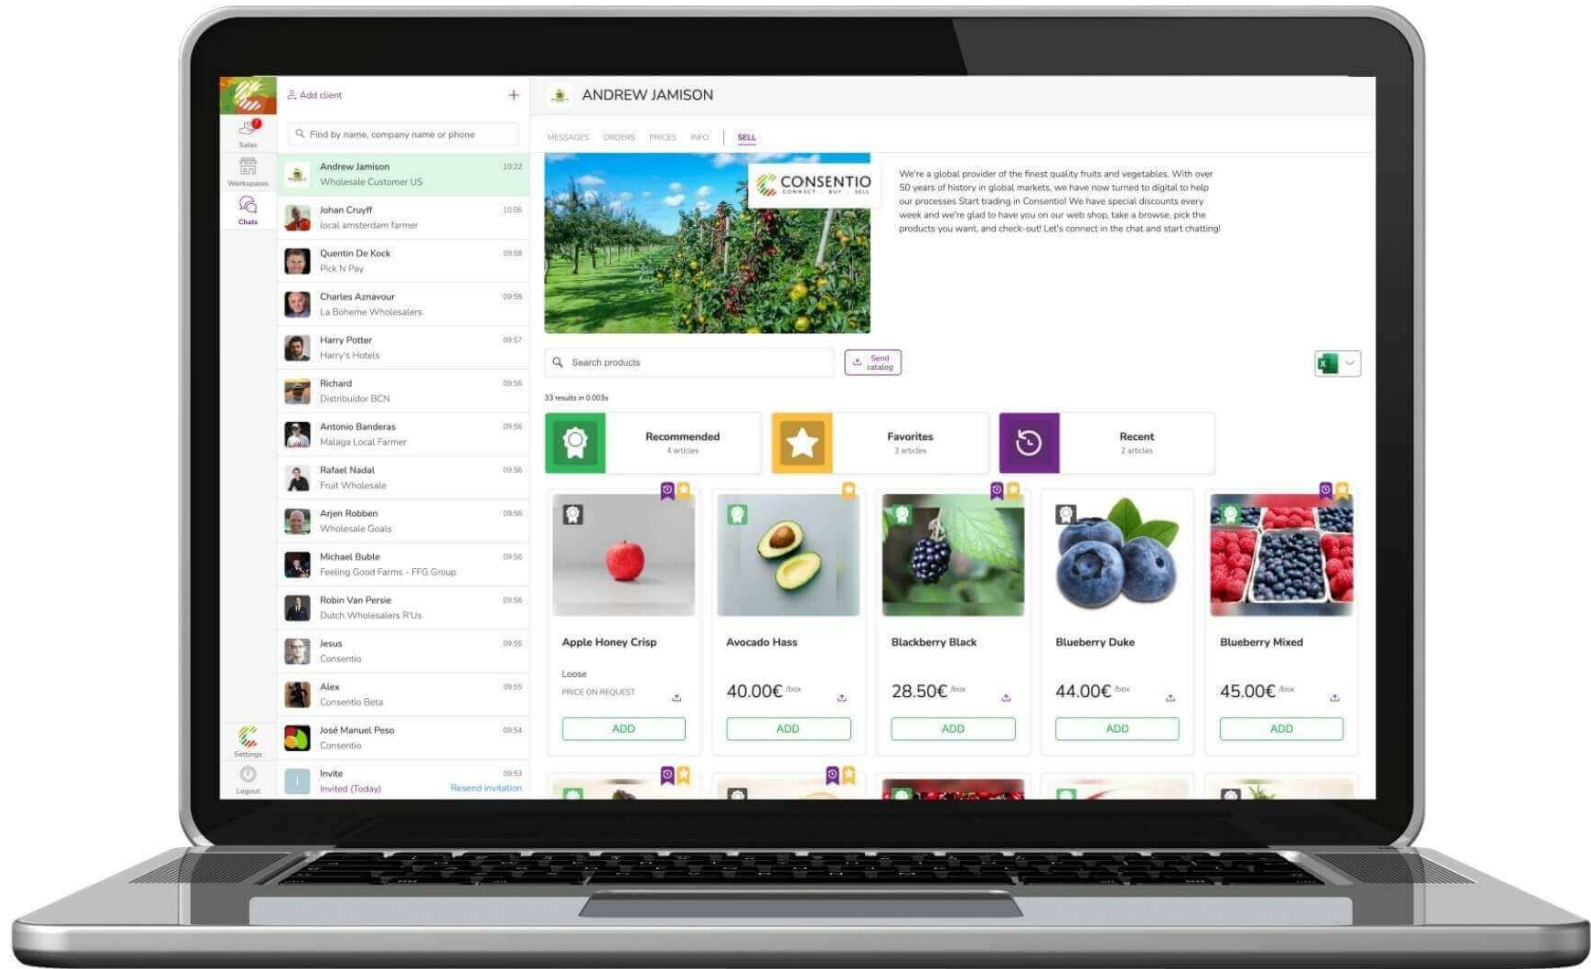 Add client
+
Find by name, company name or phone
7
Sales
Workspaces
Chats
Settings
Logout
Andrew Jamison 10:22
Wholesale Customer US
Johan Cruyff 10:06
local amsterdam farmer
Quentin De Kock 09:58
Pick N Pay
Charles Aznavour 09:58
La Boheme Wholesalers
Harry Potter 09:57
Harry's Hotels
Richard 09:56
Distribuidor BCN
Antonio Banderas 09:56
Malaga Local Farmer
Rafael Nadal 09:56
Fruit Wholesale
Arjen Robben 09:56
Wholesale Goals
Michael Buble 09:56
Feeling Good Farms - FFG Group
Robin Van Persie 09:56
Dutch Wholesalers R'Us
Jesus 09:55
Consentio
Alex 09:55
Consentio Beta
José Manuel Peso 09:54
Consentio
I
Invite 09:53
Invited (Today) Resend invitation
ANDREW JAMISON
MESSAGES ORDERS PRICES INFO SELL
CONSENTIO
CONNECT . BUY . SELL
We're a global provider of the finest quality fruits and vegetables. With over
50 years of history in global markets, we have now turned to digital to help
our processes Start trading in Consentio! We have special discounts every
week and we're glad to have you on our web shop, take a browse, pick the
products you want, and check-out! Let's connect in the chat and start chatting!
Search products
Send
catalog
X
33 results in 0.003s
Recommended
4 articles
Favorites
3 articles
Recent
2 articles
Apple Honey Crisp
Loose
PRICE ON REQUEST
ADD
Avocado Hass
40.00€ /box
ADD
Blackberry Black
28.50€ /box
ADD
Blueberry Duke
44.00€ /box
ADD
Blueberry Mixed
45.00€ /box
ADD